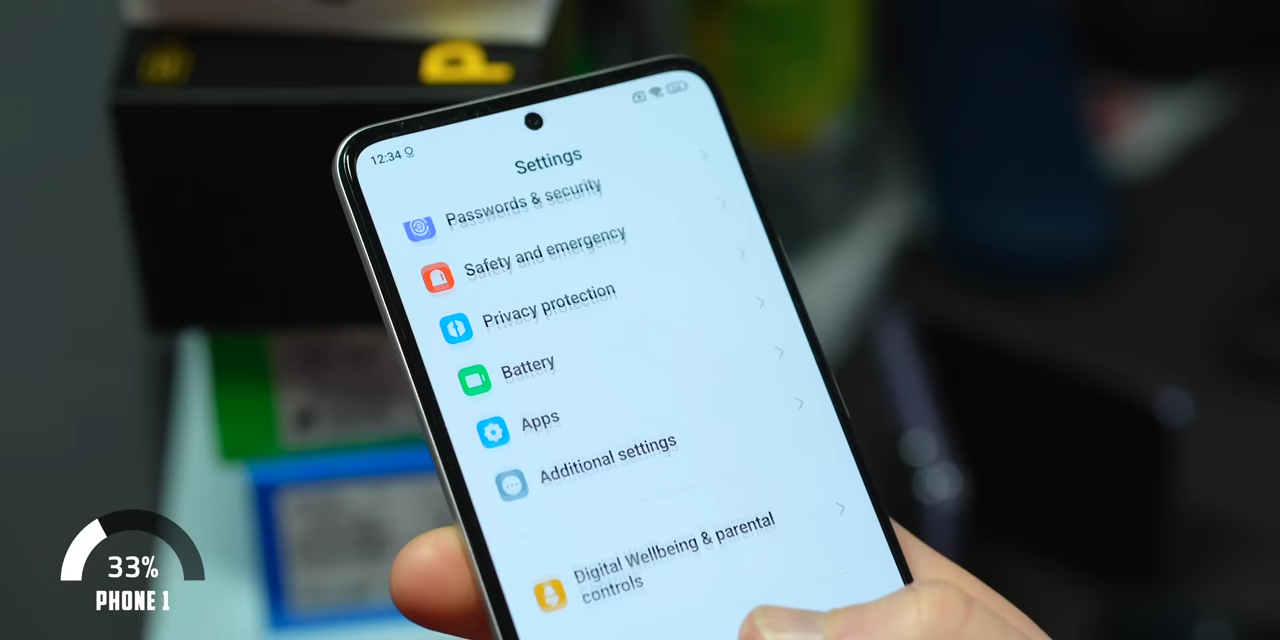 12:34
Settings
Passwords & security
Safety and emergency
Privacy protection
Battery
Apps
Additional settings
Digital Wellbeing & parental
controls
33%
PHONE 1